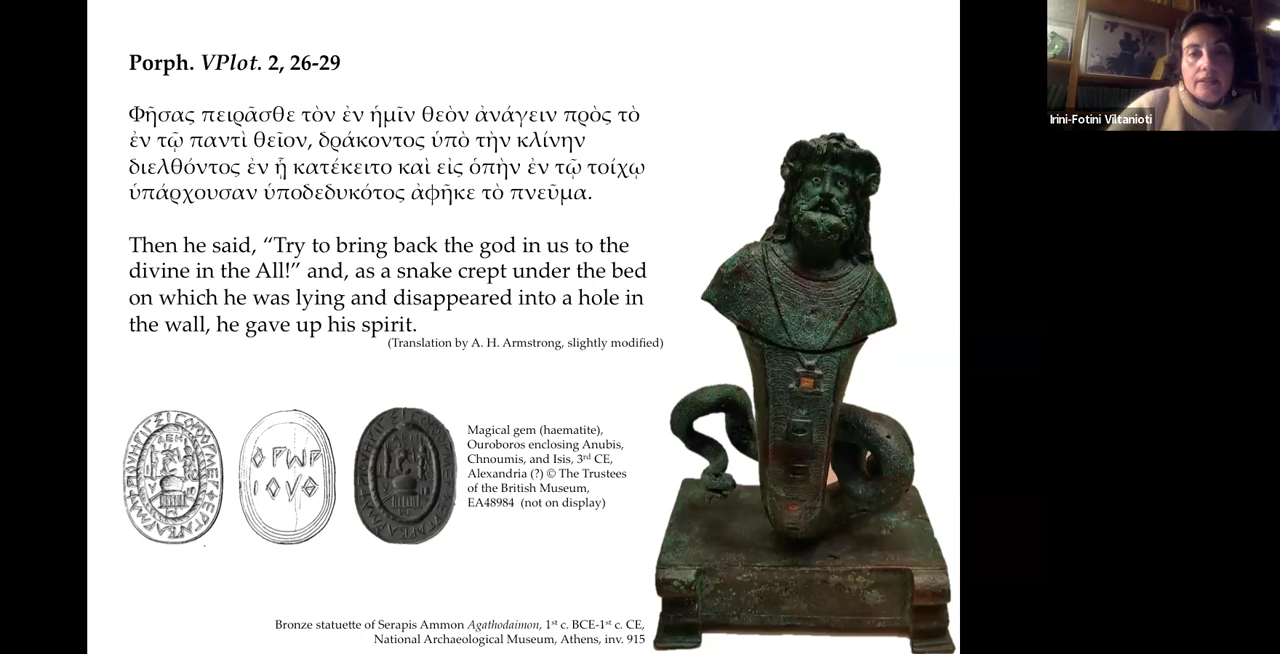 Porph. VPlot. 2, 26-29
Φῆσας πειρᾶσθε τὸν ἐν ἡμῖν θεὸν ἀνάγειν πρὸς τὸ
ἐν τῷ παντὶ θεῖον, δράκοντος ὑπὸ τὴν κλίνην
διελθόντος ἐν ᾗ κατέκειτο καὶ εἰς ὀπὴν ἐν τῷ τοίχῳ
ὑπάρχουσαν ὑποδεδυκότος ἀφῆκε τὸ πνεῦμα.
Then he said, “Try to bring back the god in us to the
divine in the All!” and, as a snake crept under the bed
on which he was lying and disappeared into a hole in
the wall, he gave up his spirit.
(Translation by A. H. Armstrong, slightly modified)
Magical gem (haematite),
Ouroboros enclosing Anubis,
Chnoumis, and Isis, 3rd CE,
Alexandria (?) © The Trustees
of the British Museum,
EA48984 (not on display)
Bronze statuette of Serapis Ammon Agathodaimon, 1st c. BCE-1st c. CE,
National Archaeological Museum, Athens, inv. 915
Irini-Fotini Viltanioti